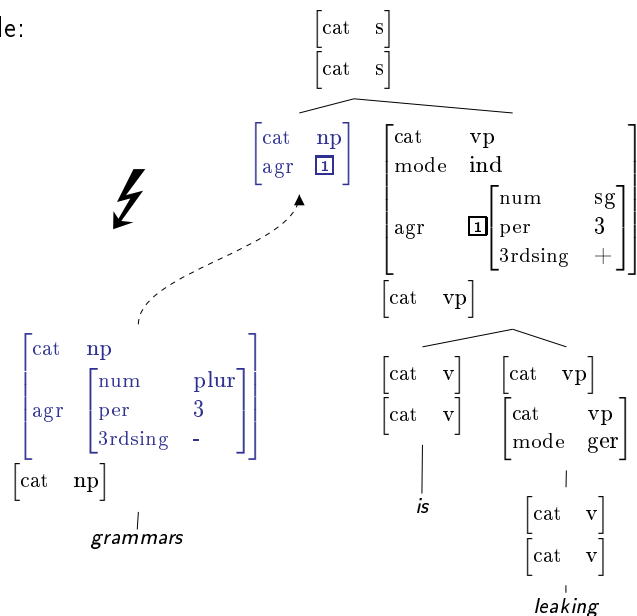 le:
cat s
cat s
cat np
agr 1
cat vp
mode ind
agr 1
num sg
per 3
3rdsing +
cat vp
cat np
agr
num plur
per 3
3rdsing -
cat np
grammars
cat v
cat v
is
cat vp
cat vp
mode ger
cat v
cat v
leaking